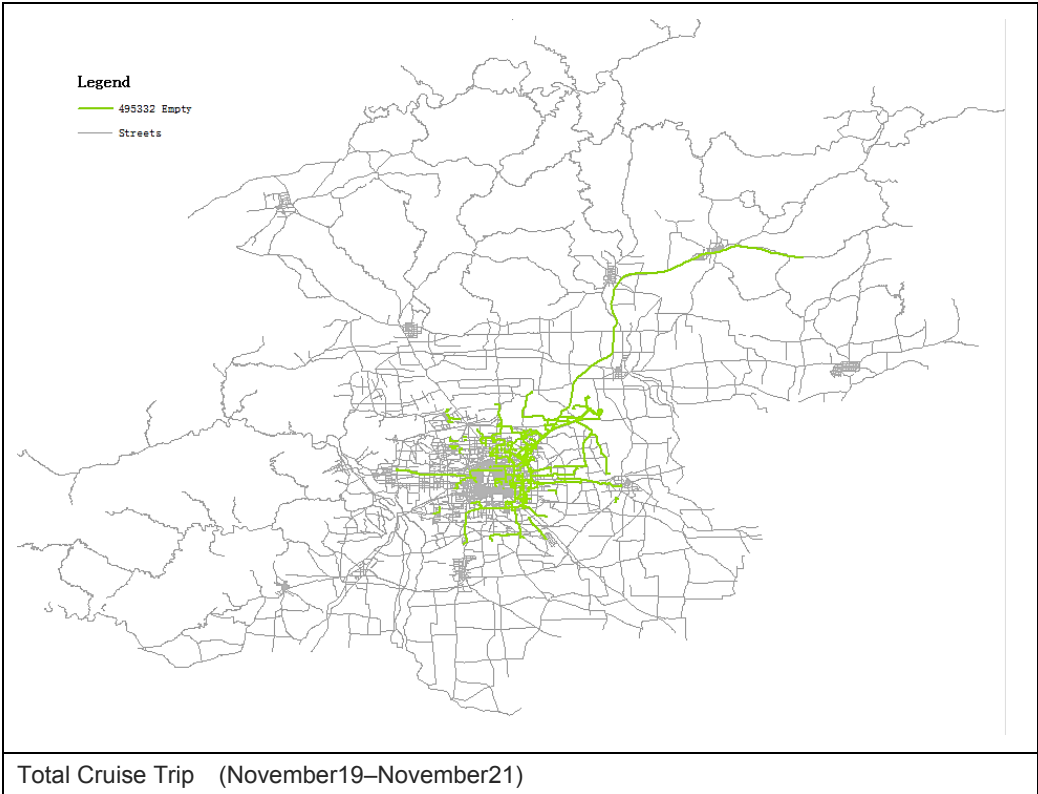 Legend
495332 Empty
Streets
Total Cruise Trip (November19–November21)